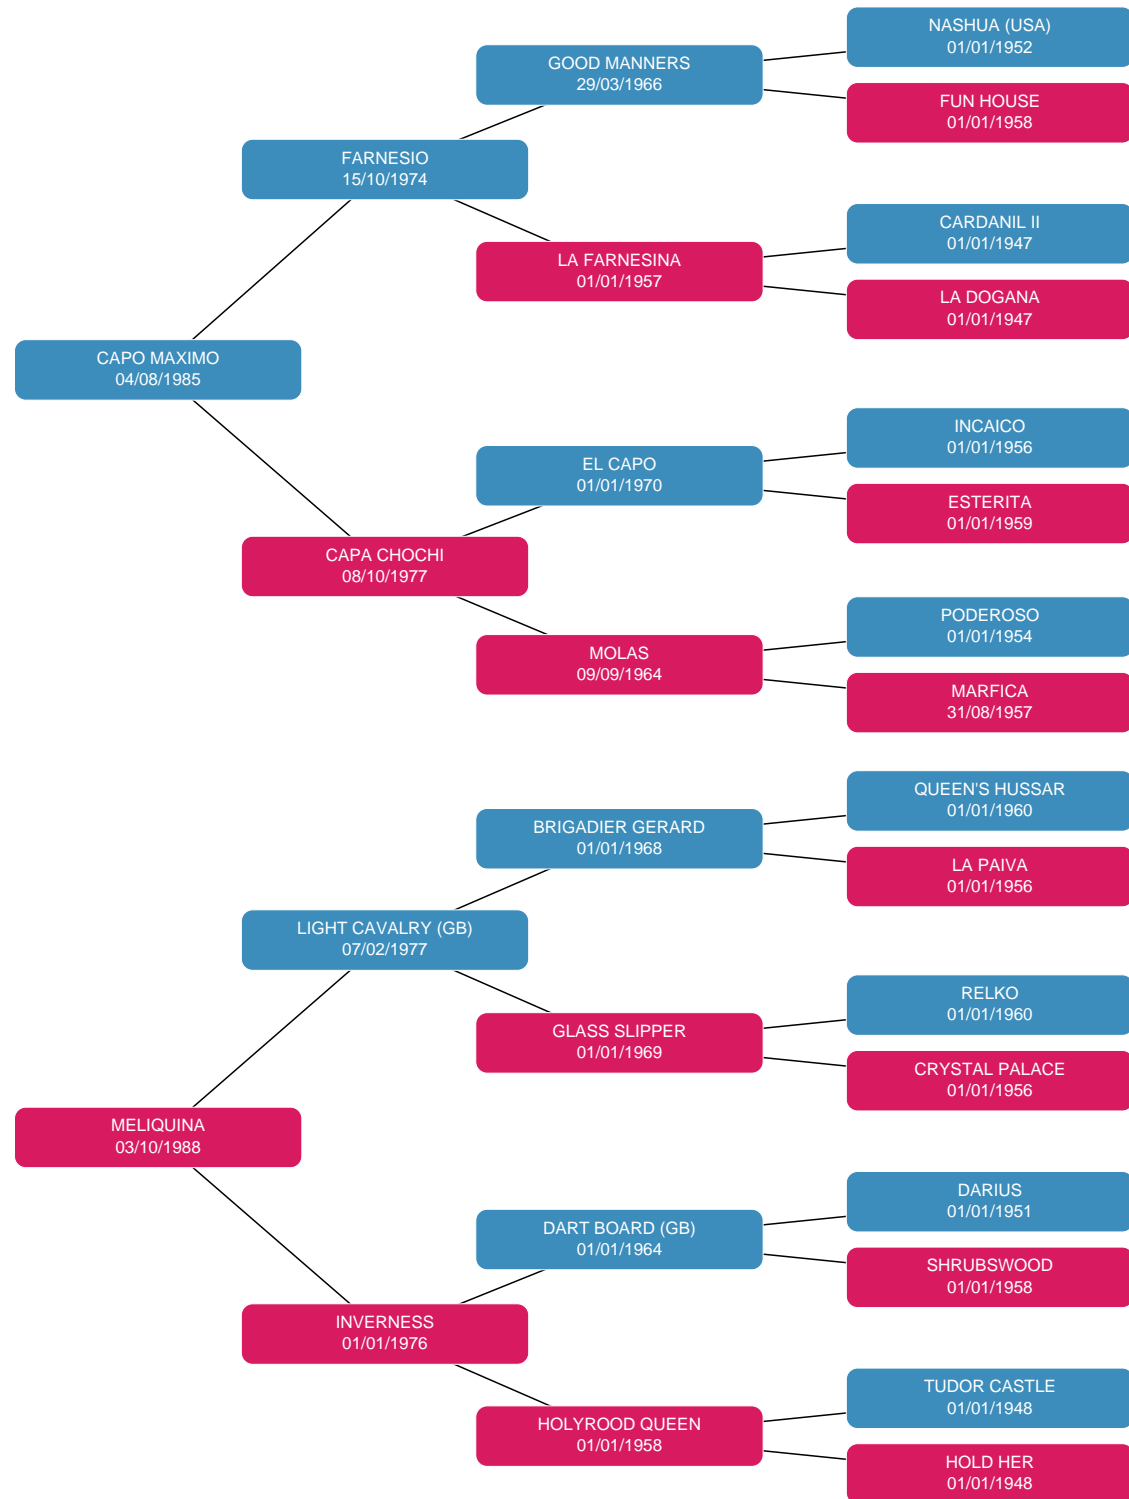 NASHUA (USA)
01/01/1952
GOOD MANNERS
29/03/1966
FUN HOUSE
01/01/1958
FARNESIO
15/10/1974
CARDANIL II
01/01/1947
LA FARNESINA
01/01/1957
LA DOGANA
01/01/1947
CAPO MAXIMO
04/08/1985
INCAICO
01/01/1956
EL CAPO
01/01/1970
ESTERITA
01/01/1959
CAPA CHOCHI
08/10/1977
PODEROSO
01/01/1954
MOLAS
09/09/1964
MARFICA
31/08/1957
QUEEN'S HUSSAR
01/01/1960
BRIGADIER GERARD
01/01/1968
LA PAIVA
01/01/1956
LIGHT CAVALRY (GB)
07/02/1977
RELKO
01/01/1960
GLASS SLIPPER
01/01/1969
CRYSTAL PALACE
01/01/1956
MELIQUINA
03/10/1988
DARIUS
01/01/1951
DART BOARD (GB)
01/01/1964
SHRUBSWOOD
01/01/1958
INVERNESS
01/01/1976
TUDOR CASTLE
01/01/1948
HOLYROOD QUEEN
01/01/1958
HOLD HER
01/01/1948